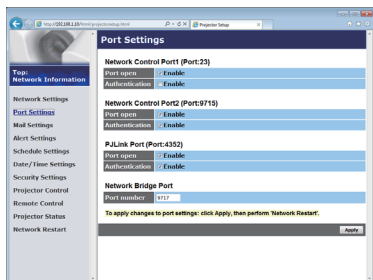 http://192.168.1.10/html/projectorsetup.html
Projector Setup
Top:
Network Information
Network Settings
Port Settings
Mail Settings
Alert Settings
Schedule Settings
Date/Time Settings
Security Settings
Projector Control
Remote Control
Projector Status
Network Restart
Port Settings
Network Control Port1 (Port:23)
Port open Enable
Authentication Enable
Network Control Port2 (Port:9715)
Port open Enable
Authentication Enable
PJLink Port (Port:4352)
Port open Enable
Authentication Enable
Network Bridge Port
Port number 9717
To apply changes to port settings: click Apply, then perform 'Network Restart'.
Apply